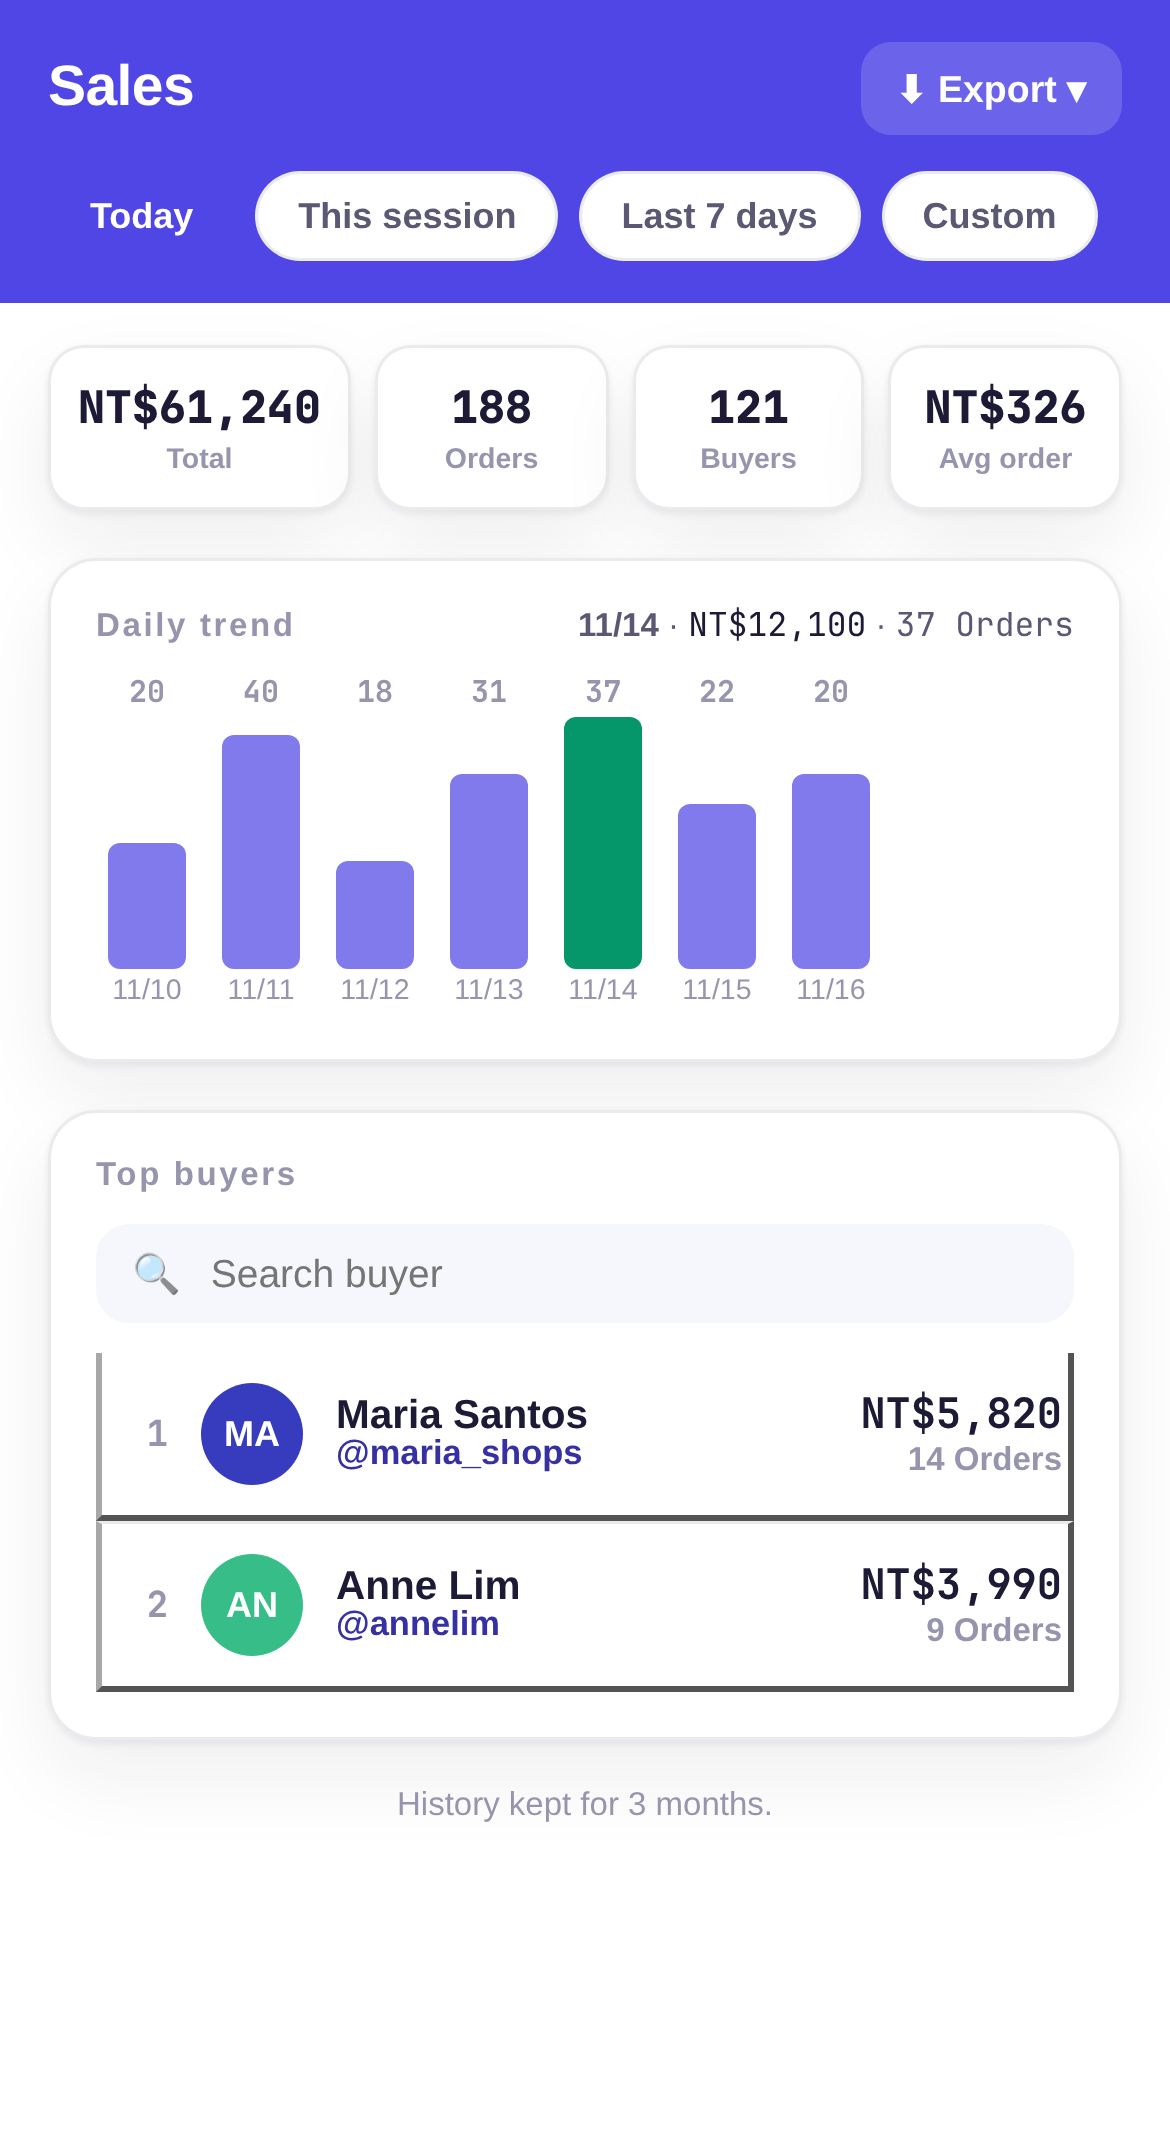 Sales
⬇ Export ▾
Today This session Last 7 days Custom
NT$61,240 188 121 NT$326
Total Orders Buyers Avg order
Daily trend 11/14 · NT$12,100 · 37 Orders
20 40 18 31 37 22 20
11/10 11/11 11/12 11/13 11/14 11/15 11/16
Top buyers
🔍 Search buyer
1 MA Maria Santos NT$5,820
@maria_shops 14 Orders
2 AN Anne Lim NT$3,990
@annelim 9 Orders
History kept for 3 months.